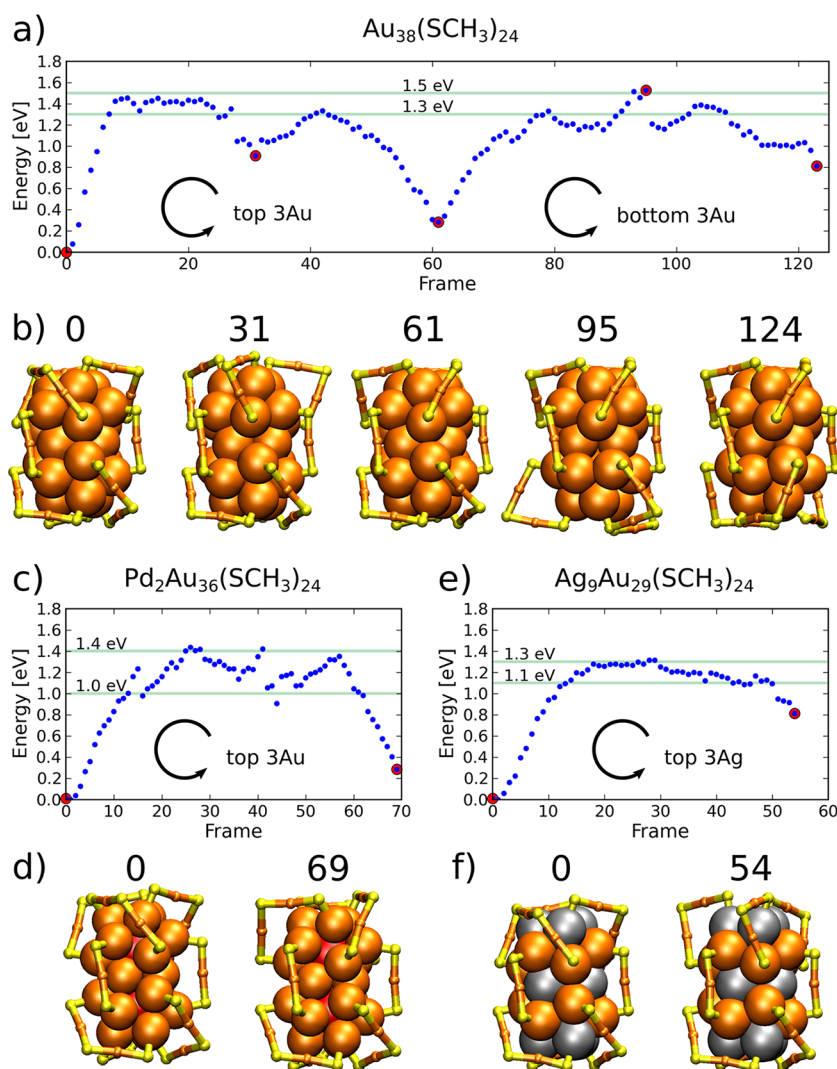 a)
Au38(SCH3)24
1.8
1.6
1.4
1.2
1.0
0.8
0.6
0.4
0.2
0.0
Energy [eV]
1.5 eV
1.3 eV
top 3Au
bottom 3Au
0 20 40 60 80 100 120
Frame
b) 0 31 61 95 124
c)
Pd2Au36(SCH3)24
1.8
1.6
1.4
1.2
1.0
0.8
0.6
0.4
0.2
0.0
Energy [eV]
1.4 eV
1.0 eV
top 3Au
0 10 20 30 40 50 60 70
Frame
e)
Ag9Au29(SCH3)24
1.8
1.6
1.4
1.2
1.0
0.8
0.6
0.4
0.2
0.0
Energy [eV]
1.3 eV
1.1 eV
top 3Ag
0 10 20 30 40 50 60
Frame
d) 0 69
f) 0 54